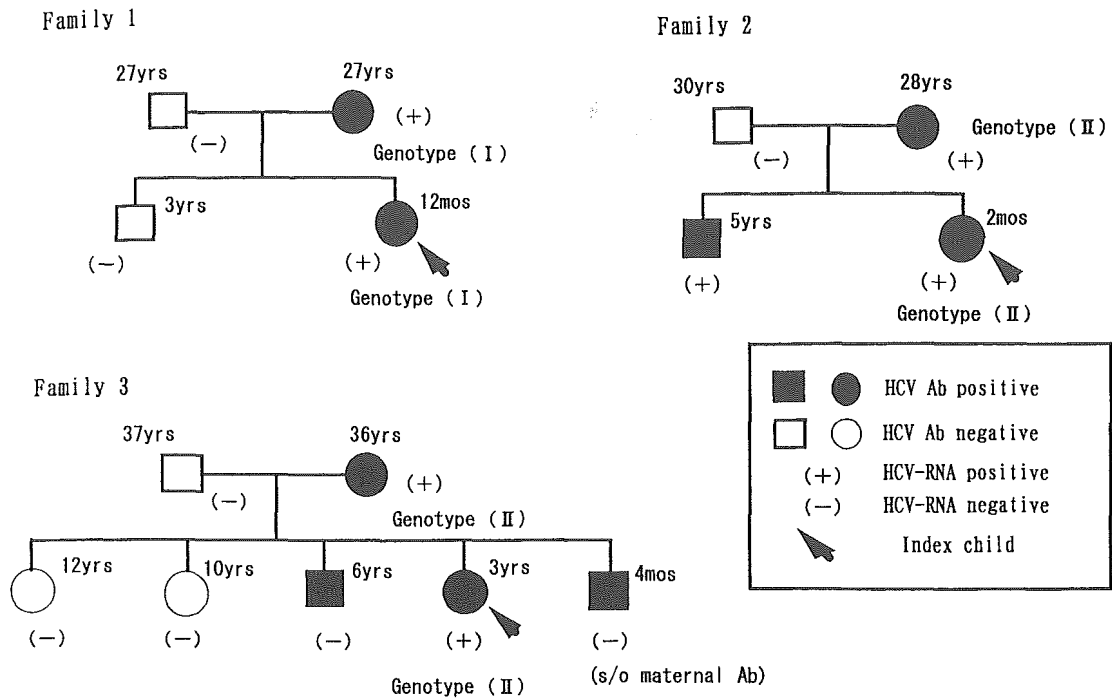 Family 1
27yrs
27yrs
(+)
(−)
Genotype (I)
3yrs
12mos
(−)
(+)
Genotype (I)
Family 2
30yrs
28yrs
Genotype (II)
(−)
(+)
5yrs
2mos
(+)
(+)
Genotype (II)
Family 3
37yrs
36yrs
(+)
(−)
Genotype (II)
12yrs
10yrs
6yrs
3yrs
4mos
(−)
(−)
(−)
(+)
(−)
Genotype (II)
(s/o maternal Ab)
HCV Ab positive
HCV Ab negative
(+) HCV-RNA positive
(−) HCV-RNA negative
Index child